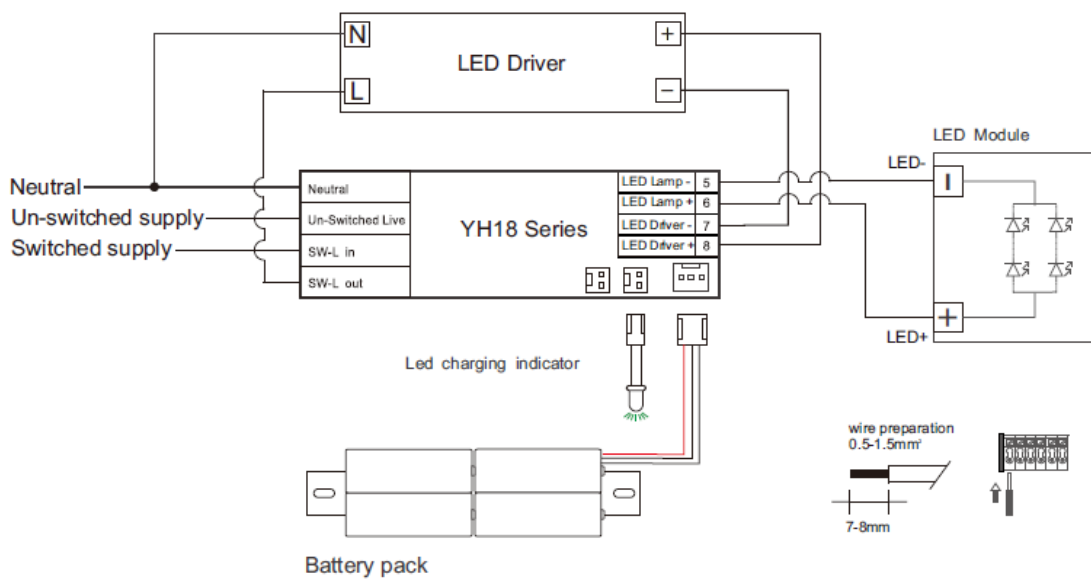 N
+
LED Driver
L
−
LED Module
LED-
Neutral
Neutral
LED Lamp - 5
Un-switched supply
Un-Switched Live
YH18 Series
LED Lamp + 6
LED Driver - 7
Switched supply
SW-L in
LED Driver + 8
SW-L out
+
LED+
Led charging indicator
wire preparation
0.5-1.5mm²
7-8mm
Battery pack